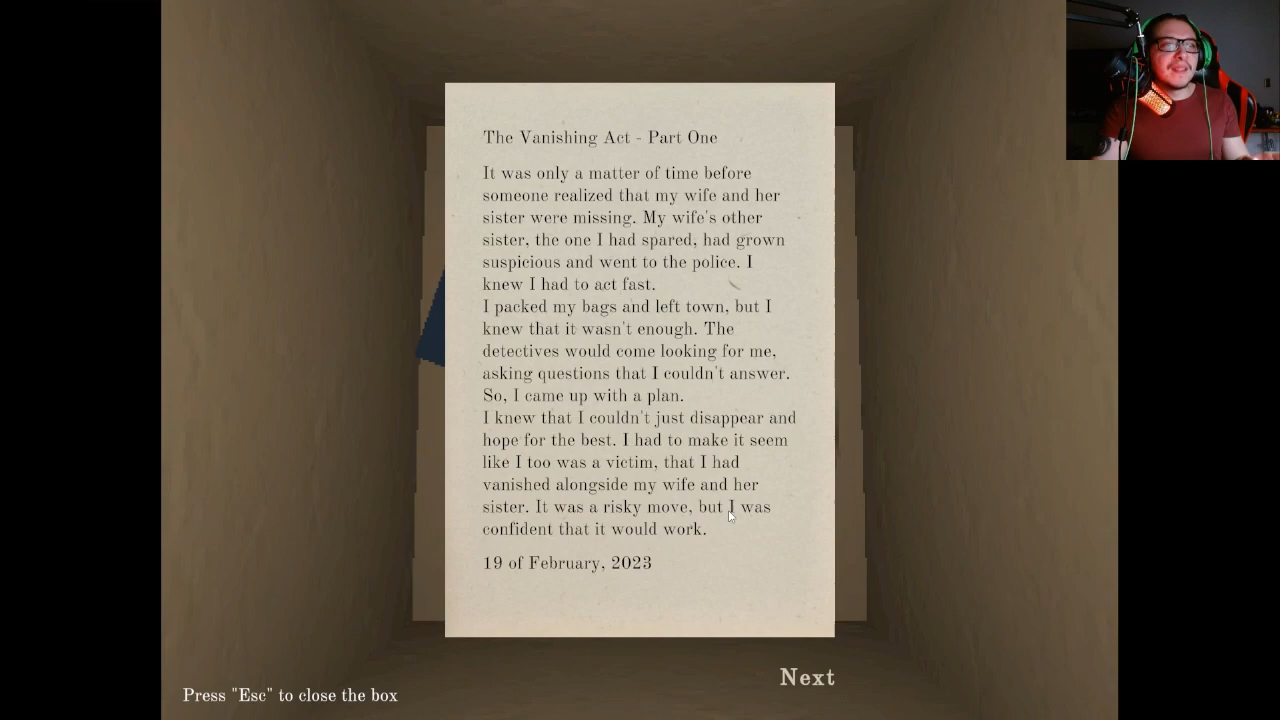 The Vanishing Act - Part One
It was only a matter of time before
someone realized that my wife and her
sister were missing. My wife's other
sister, the one I had spared, had grown
suspicious and went to the police. I
knew I had to act fast.
I packed my bags and left town, but I
knew that it wasn't enough. The
detectives would come looking for me,
asking questions that I couldn't answer.
So, I came up with a plan.
I knew that I couldn't just disappear and
hope for the best. I had to make it seem
like I too was a victim, that I had
vanished alongside my wife and her
sister. It was a risky move, but I was
confident that it would work.
19 of February, 2023
Next
Press "Esc" to close the box